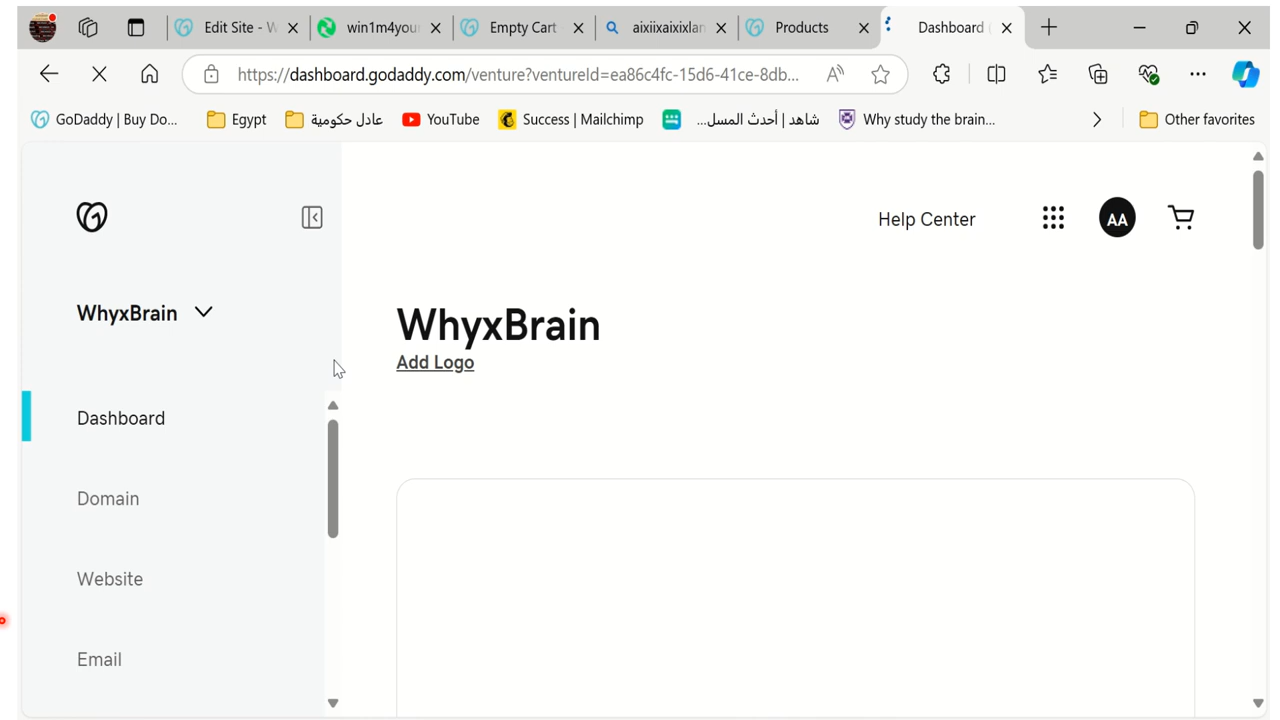 Edit Site - W
win1m4your
Empty Cart
aixiixaixixlan
Products
Dashboard
https://dashboard.godaddy.com/venture?ventureId=ea86c4fc-15d6-41ce-8db...
GoDaddy | Buy Do...
Egypt
عادل حكومية
YouTube
Success | Mailchimp
شاهد | أحدث المسل...
Why study the brain...
Other favorites
Help Center
AA
WhyxBrain
WhyxBrain
Add Logo
Dashboard
Domain
Website
Email